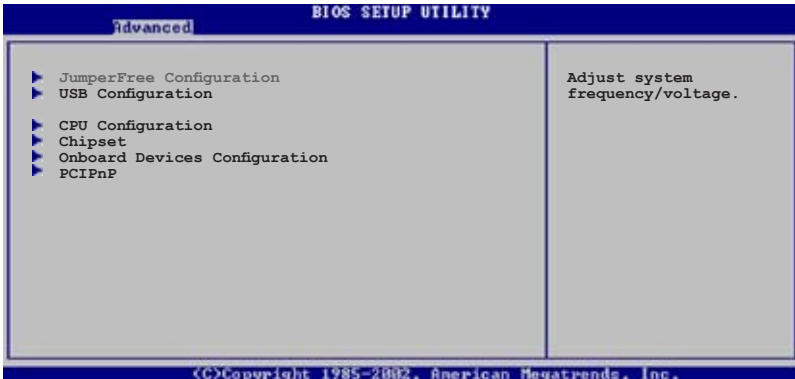 BIOS SETUP UTILITY
Advanced
JumperFree Configuration
USB Configuration
CPU Configuration
Chipset
Onboard Devices Configuration
PCIPnP
Adjust system
frequency/voltage.
(C)Copyright 1985-2002, American Megatrends, Inc.